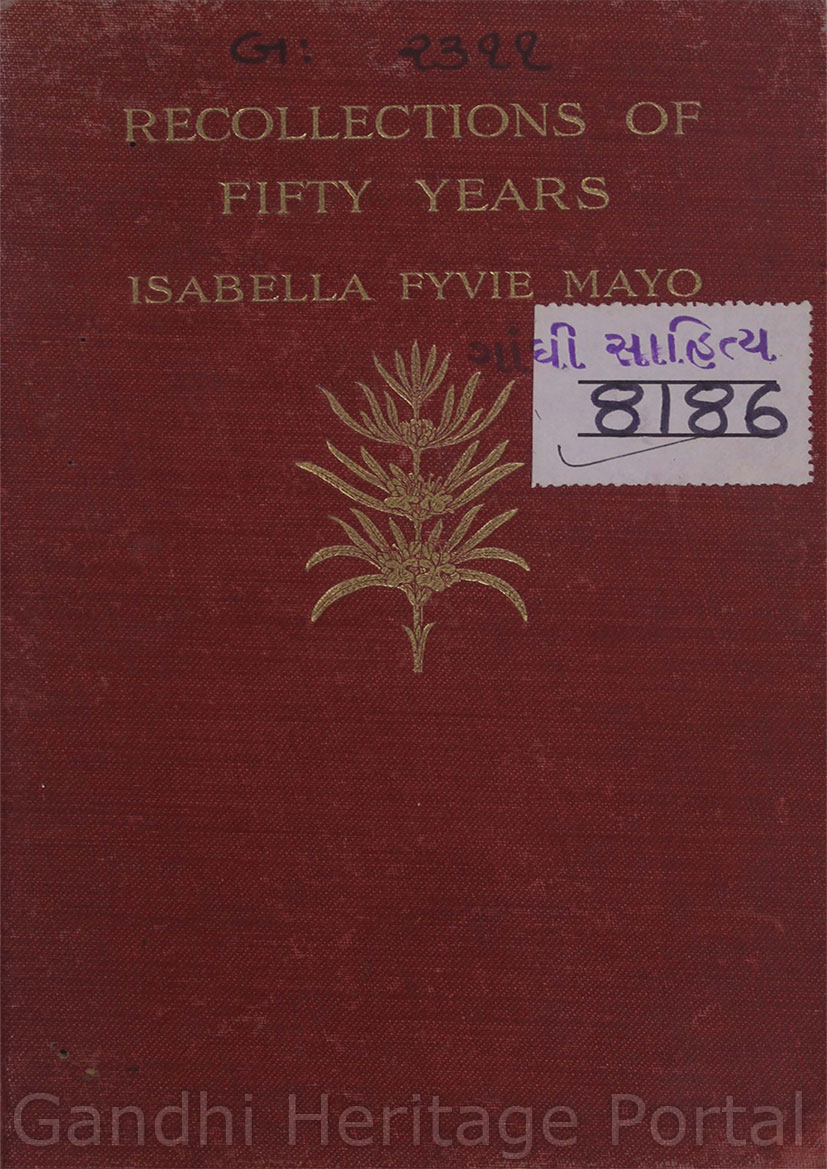 બ: ૨૩૧૧
RECOLLECTIONS OF
FIFTY YEARS
ISABELLA FYVIE MAYO
ગાંધી સાહિત્ય
8186
Gandhi Heritage Portal